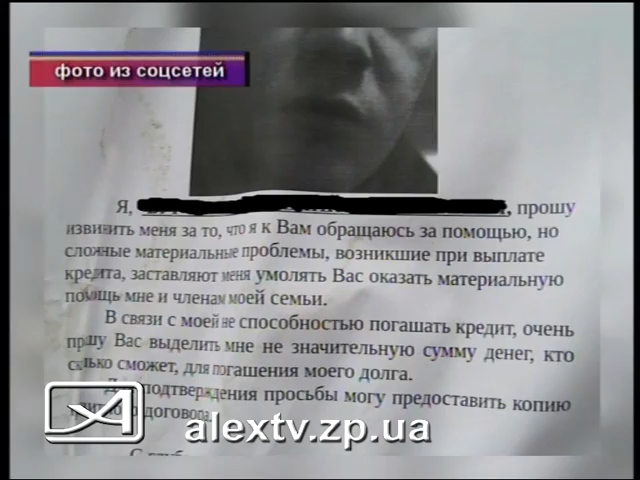 фото из соцсетей
Я, прошу
извинить меня за то, что я к Вам обращаюсь за помощью, но
сложные материальные проблемы, возникшие при выплате
кредита, заставляют меня умолять Вас оказать материальную
помощь мне и членам моей семьи.
В связи с моей не способностью погашать кредит, очень
прошу Вас выделить мне не значительную сумму денег, кто
сколько сможет, для погашения моего долга.
подтверждения просьбы могу предоставить копию
alextv.zp.ua